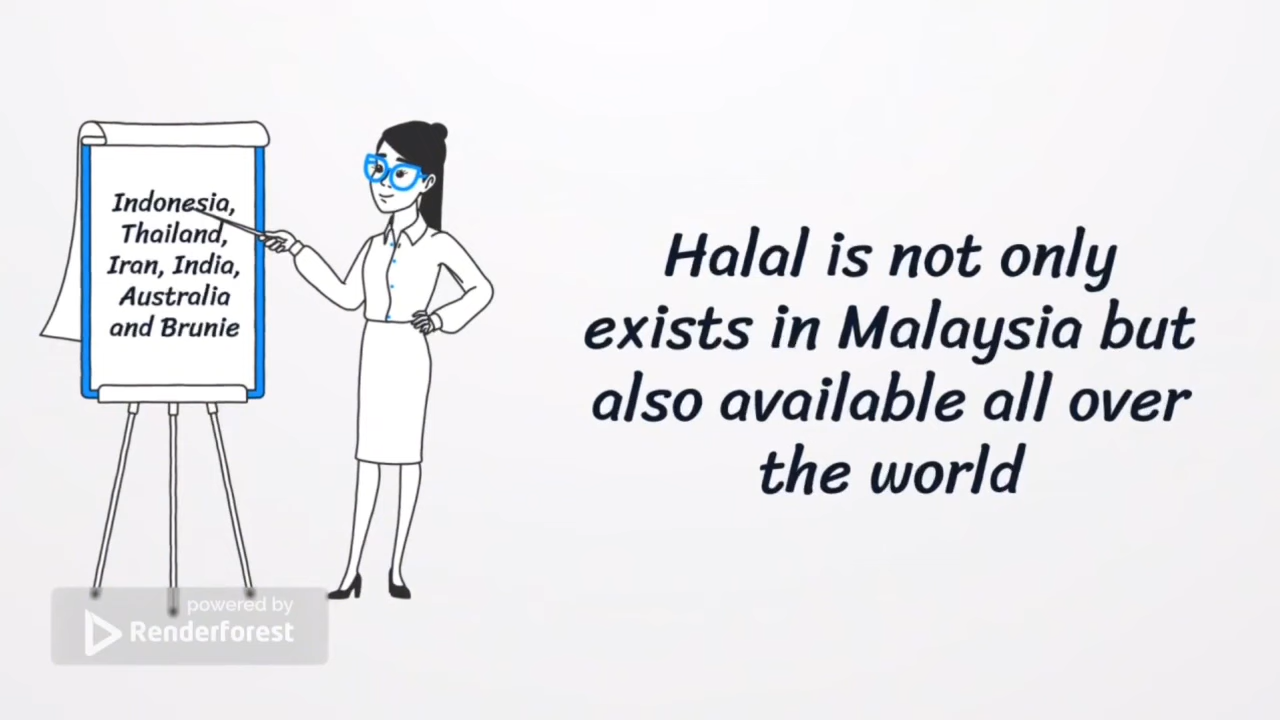 Indonesia,
Thailand,
Iran, India,
Australia
and Brunie
Halal is not only
exists in Malaysia but
also available all over
the world
powered by
Renderforest